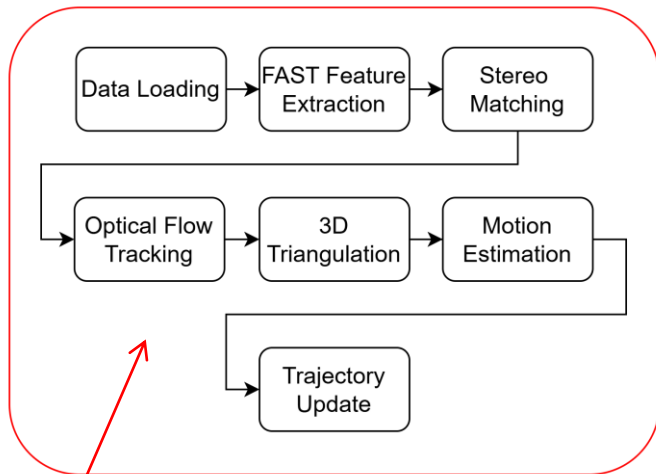 Data Loading
FAST Feature
Extraction
Stereo
Matching
Optical Flow
Tracking
3D
Triangulation
Motion
Estimation
Trajectory
Update